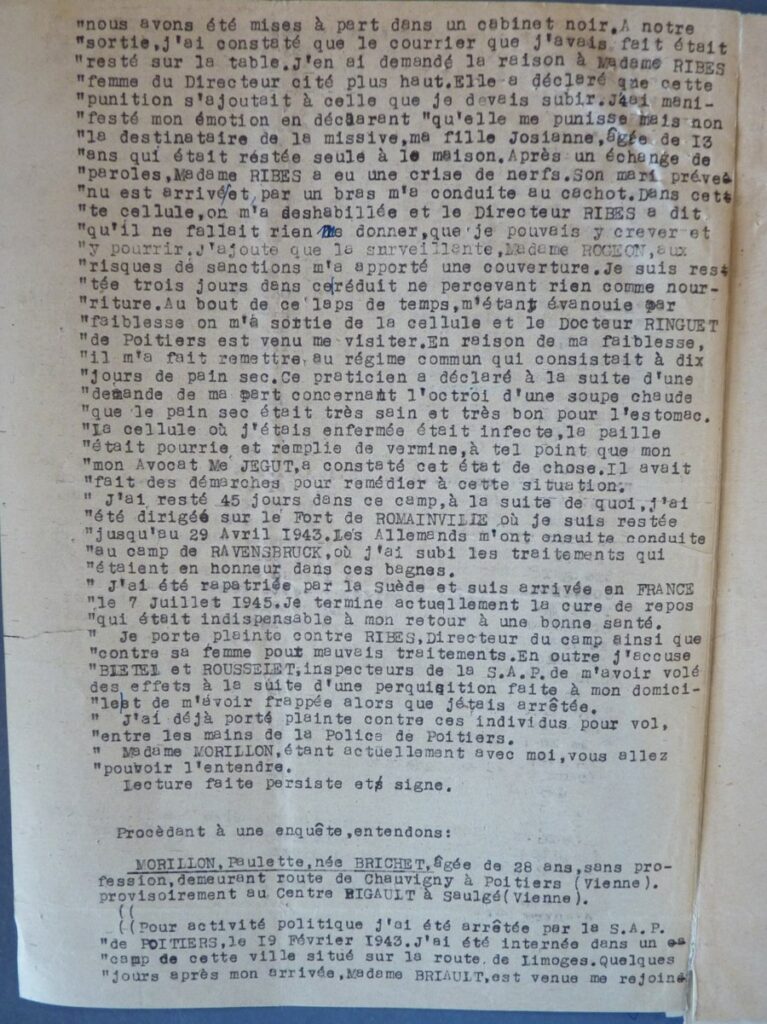 "nous avons été mises à part dans un cabinet noir.A notre
"sortie,j'ai constaté que le courrier que j'avais fait était
"resté sur la table.J'en ai demandé la raison à Madame RIBES
"femme du Directeur cité plus haut.Elle a déclaré que cette
"punition s'ajoutait à celle que je devais subir.J'ai mani-
"festé mon émotion en déclarant "qu'elle me punisse mais non
"la destinataire de la missive,ma fille Josianne,âgée de I3
"ans qui était réstée seule à le maison.Après un échange de
"paroles,Madame RIBES a eu une crise de nerfs.Son mari préve-
"nu est arrivé et,par un bras m'a conduite au cachot.Dans cet-
"te cellule,on m'a deshabillée et le Directeur RIBES a dit
"qu'il ne fallait rien me donner,que je pouvais y crever et
"y pourrir.J'ajoute que la surveillante,Madame ROGEON,aux
"risques de sanctions m'a apporté une couverture.Je suis res-
"tée trois jours dans ce réduit ne percevant rien comme nour-
"riture.Au bout de ce laps de temps,m'étant évanouie par
"faiblesse on m'a sortie de la cellule et le Docteur RINGUET
"de Poitiers est venu me visiter.En raison de ma faiblesse,
"il m'a fait remettre au régime commun qui consistait à dix
"jours de pain sec.Ce praticien a déclaré à la suite d'une
"demande de ma part concernant l'octroi d'une soupe chaude
"que le pain sec était très sain et très bon pour l'estomac.
"La cellule où j'étais enfermée était infecte,la paille
"était pourrie et remplie de vermine,à tel point que mon
"mon Avocat Me JEGUT,a constaté cet état de chose.Il avait
"fait des démarches pour remédier à cette situation.
" J'ai resté 45 jours dans ce camp,à la suite de quoi,j'ai
"été dirigée sur le Fort de ROMAINVILLE où je suis restée
"jusqu'au 29 Avril I943.Les Allemands m'ont ensuite conduite
"au camp de RAVENSBRUCK,où j'ai subi les traitements qui
"étaient en honneur dans ces bagnes.
" J'ai été rapatriée par la Suède et suis arrivée en FRANCE
"le 7 Juillet I945.Je termine actuellement la cure de repos
"qui était indispensable à mon retour à une bonne santé.
"  Je porte plainte contre RIBES,Directeur du camp ainsi que
"contre sa femme pour mauvais traitements.En outre j'accuse
"BIETEL et ROUSSELET,inspecteurs de la S.A.P.de m'avoir volé
des effets à la suite d'une perquisition faite à mon domici-
"le et de m'avoir frappée alors que jétais arrêtée.
"  J'ai déjà porté plainte contre ces individus pour vol,
"entre les mains de la Police de Poitiers.
"  Madame MORILLON,étant actuellement avec moi,vous allez
"pouvoir l'entendre.
Lecture faite persiste et signe.
Procèdant à une enquête,entendons:
MORILLON,Paulette,née BRICHET,âgée de 28 ans,sans pro-
fession,demeurant route de Chauvigny à Poitiers (Vienne).
provisoirement au Centre RIGAULT à Saulgé(Vienne).
((
((Pour activité politique j'ai été arrêtée par la S.A.P.
"de POITIERS,le I9 Février I943.J'ai été internée dans un
"camp de cette ville situé sur la route de Limoges.Quelques
"jours après mon arrivée,Madame BRIAULT,est venue me rejoind